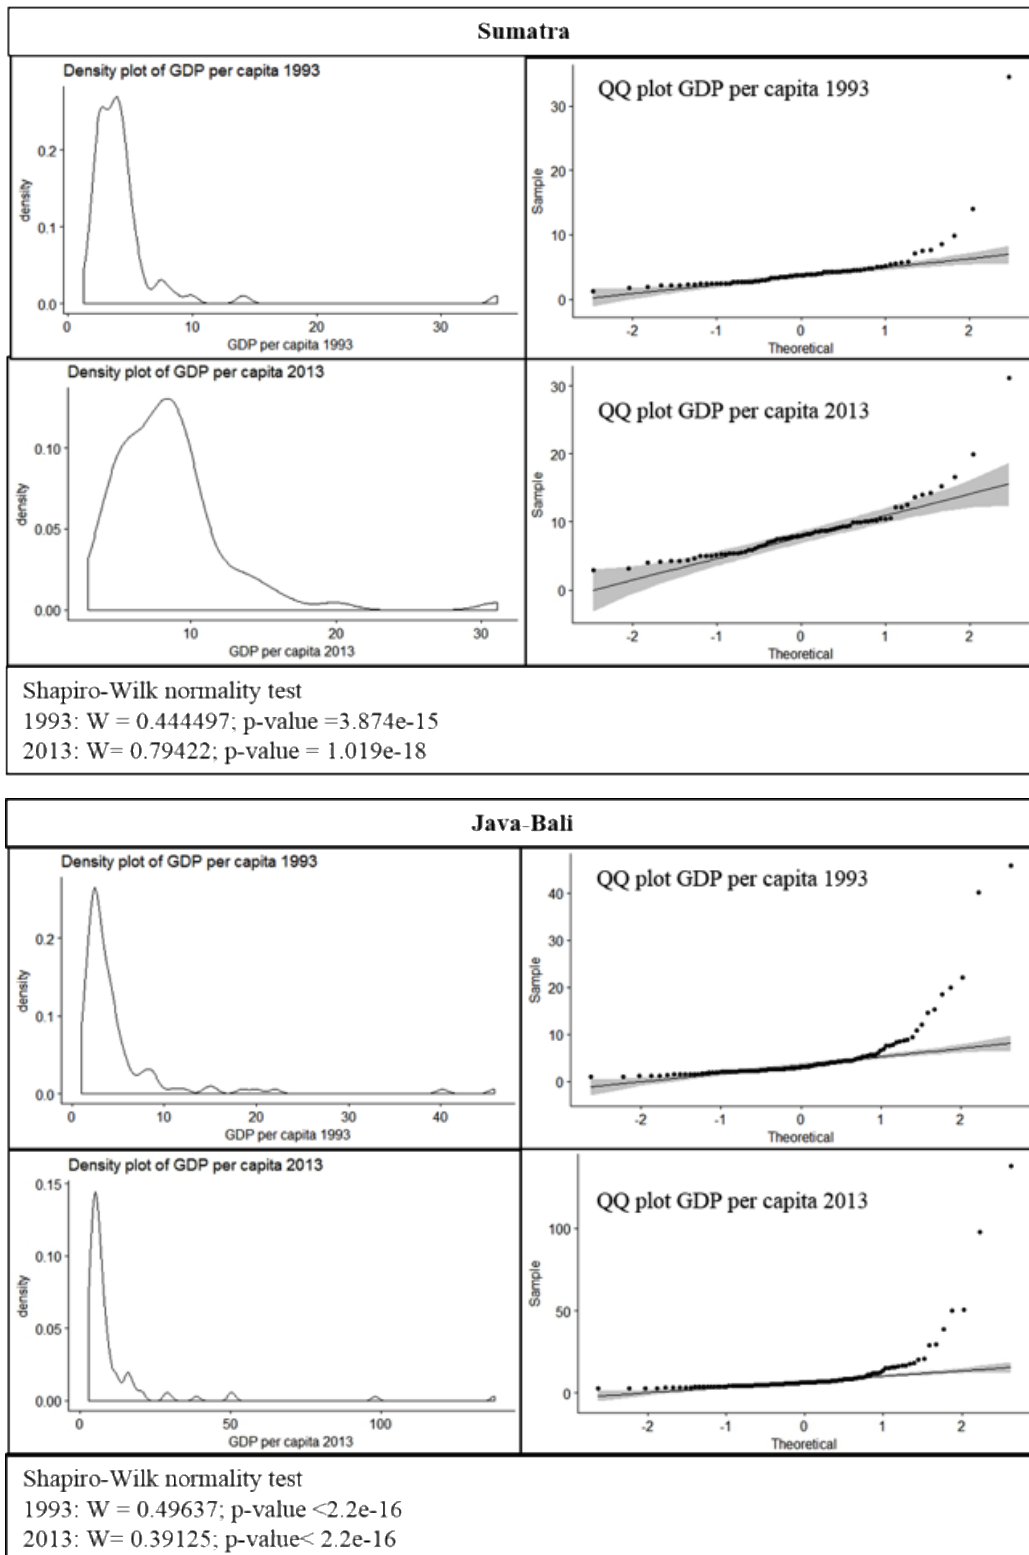 Sumatra
Density plot of GDP per capita 1993
density
0.2
0.1
0.0
0 10 20 30
GDP per capita 1993
QQ plot GDP per capita 1993
Sample
30
20
10
0
-2 -1 0 1 2
Theoretical
Density plot of GDP per capita 2013
density
0.10
0.05
0.00
10 20 30
GDP per capita 2013
QQ plot GDP per capita 2013
Sample
30
20
10
0
-2 -1 0 1 2
Theoretical
Shapiro-Wilk normality test
1993: W = 0.444497; p-value =3.874e-15
2013: W= 0.79422; p-value = 1.019e-18
Java-Bali
Density plot of GDP per capita 1993
density
0.2
0.1
0.0
0 10 20 30 40
GDP per capita 1993
QQ plot GDP per capita 1993
Sample
40
30
20
10
0
-2 -1 0 1 2
Theoretical
Density plot of GDP per capita 2013
density
0.15
0.10
0.05
0.00
0 50 100
GDP per capita 2013
QQ plot GDP per capita 2013
Sample
100
50
0
-2 -1 0 1 2
Theoretical
Shapiro-Wilk normality test
1993: W = 0.49637; p-value <2.2e-16
2013: W= 0.39125; p-value< 2.2e-16